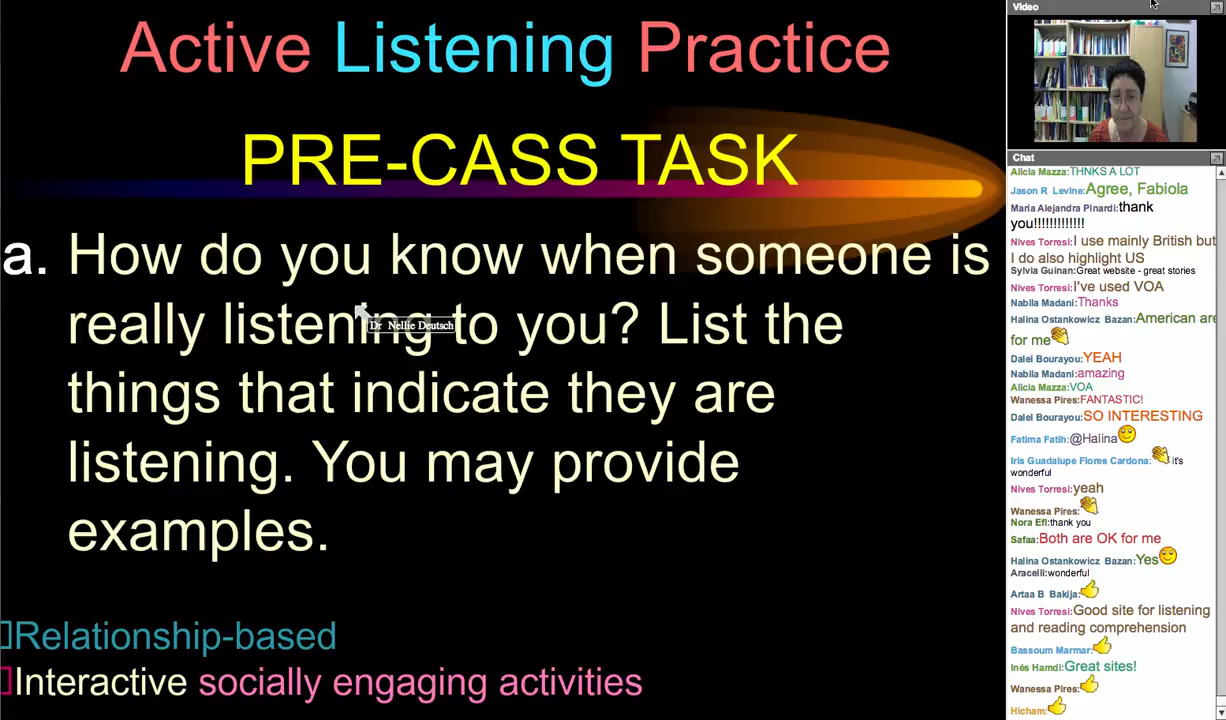 Active Listening Practice
PRE-CASS TASK
a. How do you know when someone is
really listening to you? List the
Dr Nellie Deutsch
things that indicate they are
listening. You may provide
examples.
Relationship-based
Interactive socially engaging activities
Video
Chat
Alicia Mazza:THNKS A LOT
Jason R Levine:Agree, Fabiola
Maria Alejandra Pinardi:thank
you!!!!!!!!!!!!!
Nives Torresi:I use mainly British but
I do also highlight US
Sylvia Guinan:Great website - great stories
Nives Torresi:I've used VOA
Nabila Madani:Thanks
Halina Ostankowicz Bazan:American are
for me
Dalel Bourayou:YEAH
Nabila Madani:amazing
Alicia Mazza:VOA
Wanessa Pires:FANTASTIC!
Dalel Bourayou:SO INTERESTING
Fatima Fatih:@Halina
Iris Guadalupe Flores Cardona: it's
wonderful
Nives Torresi:yeah
Wanessa Pires:
Nora Efl:thank you
Safaa:Both are OK for me
Halina Ostankowicz Bazan:Yes
Aracelli:wonderful
Artaa B Bakija:
Nives Torresi:Good site for listening
and reading comprehension
Bassoum Marmar:
Inés Hamdi:Great sites!
Wanessa Pires:
Hicham: